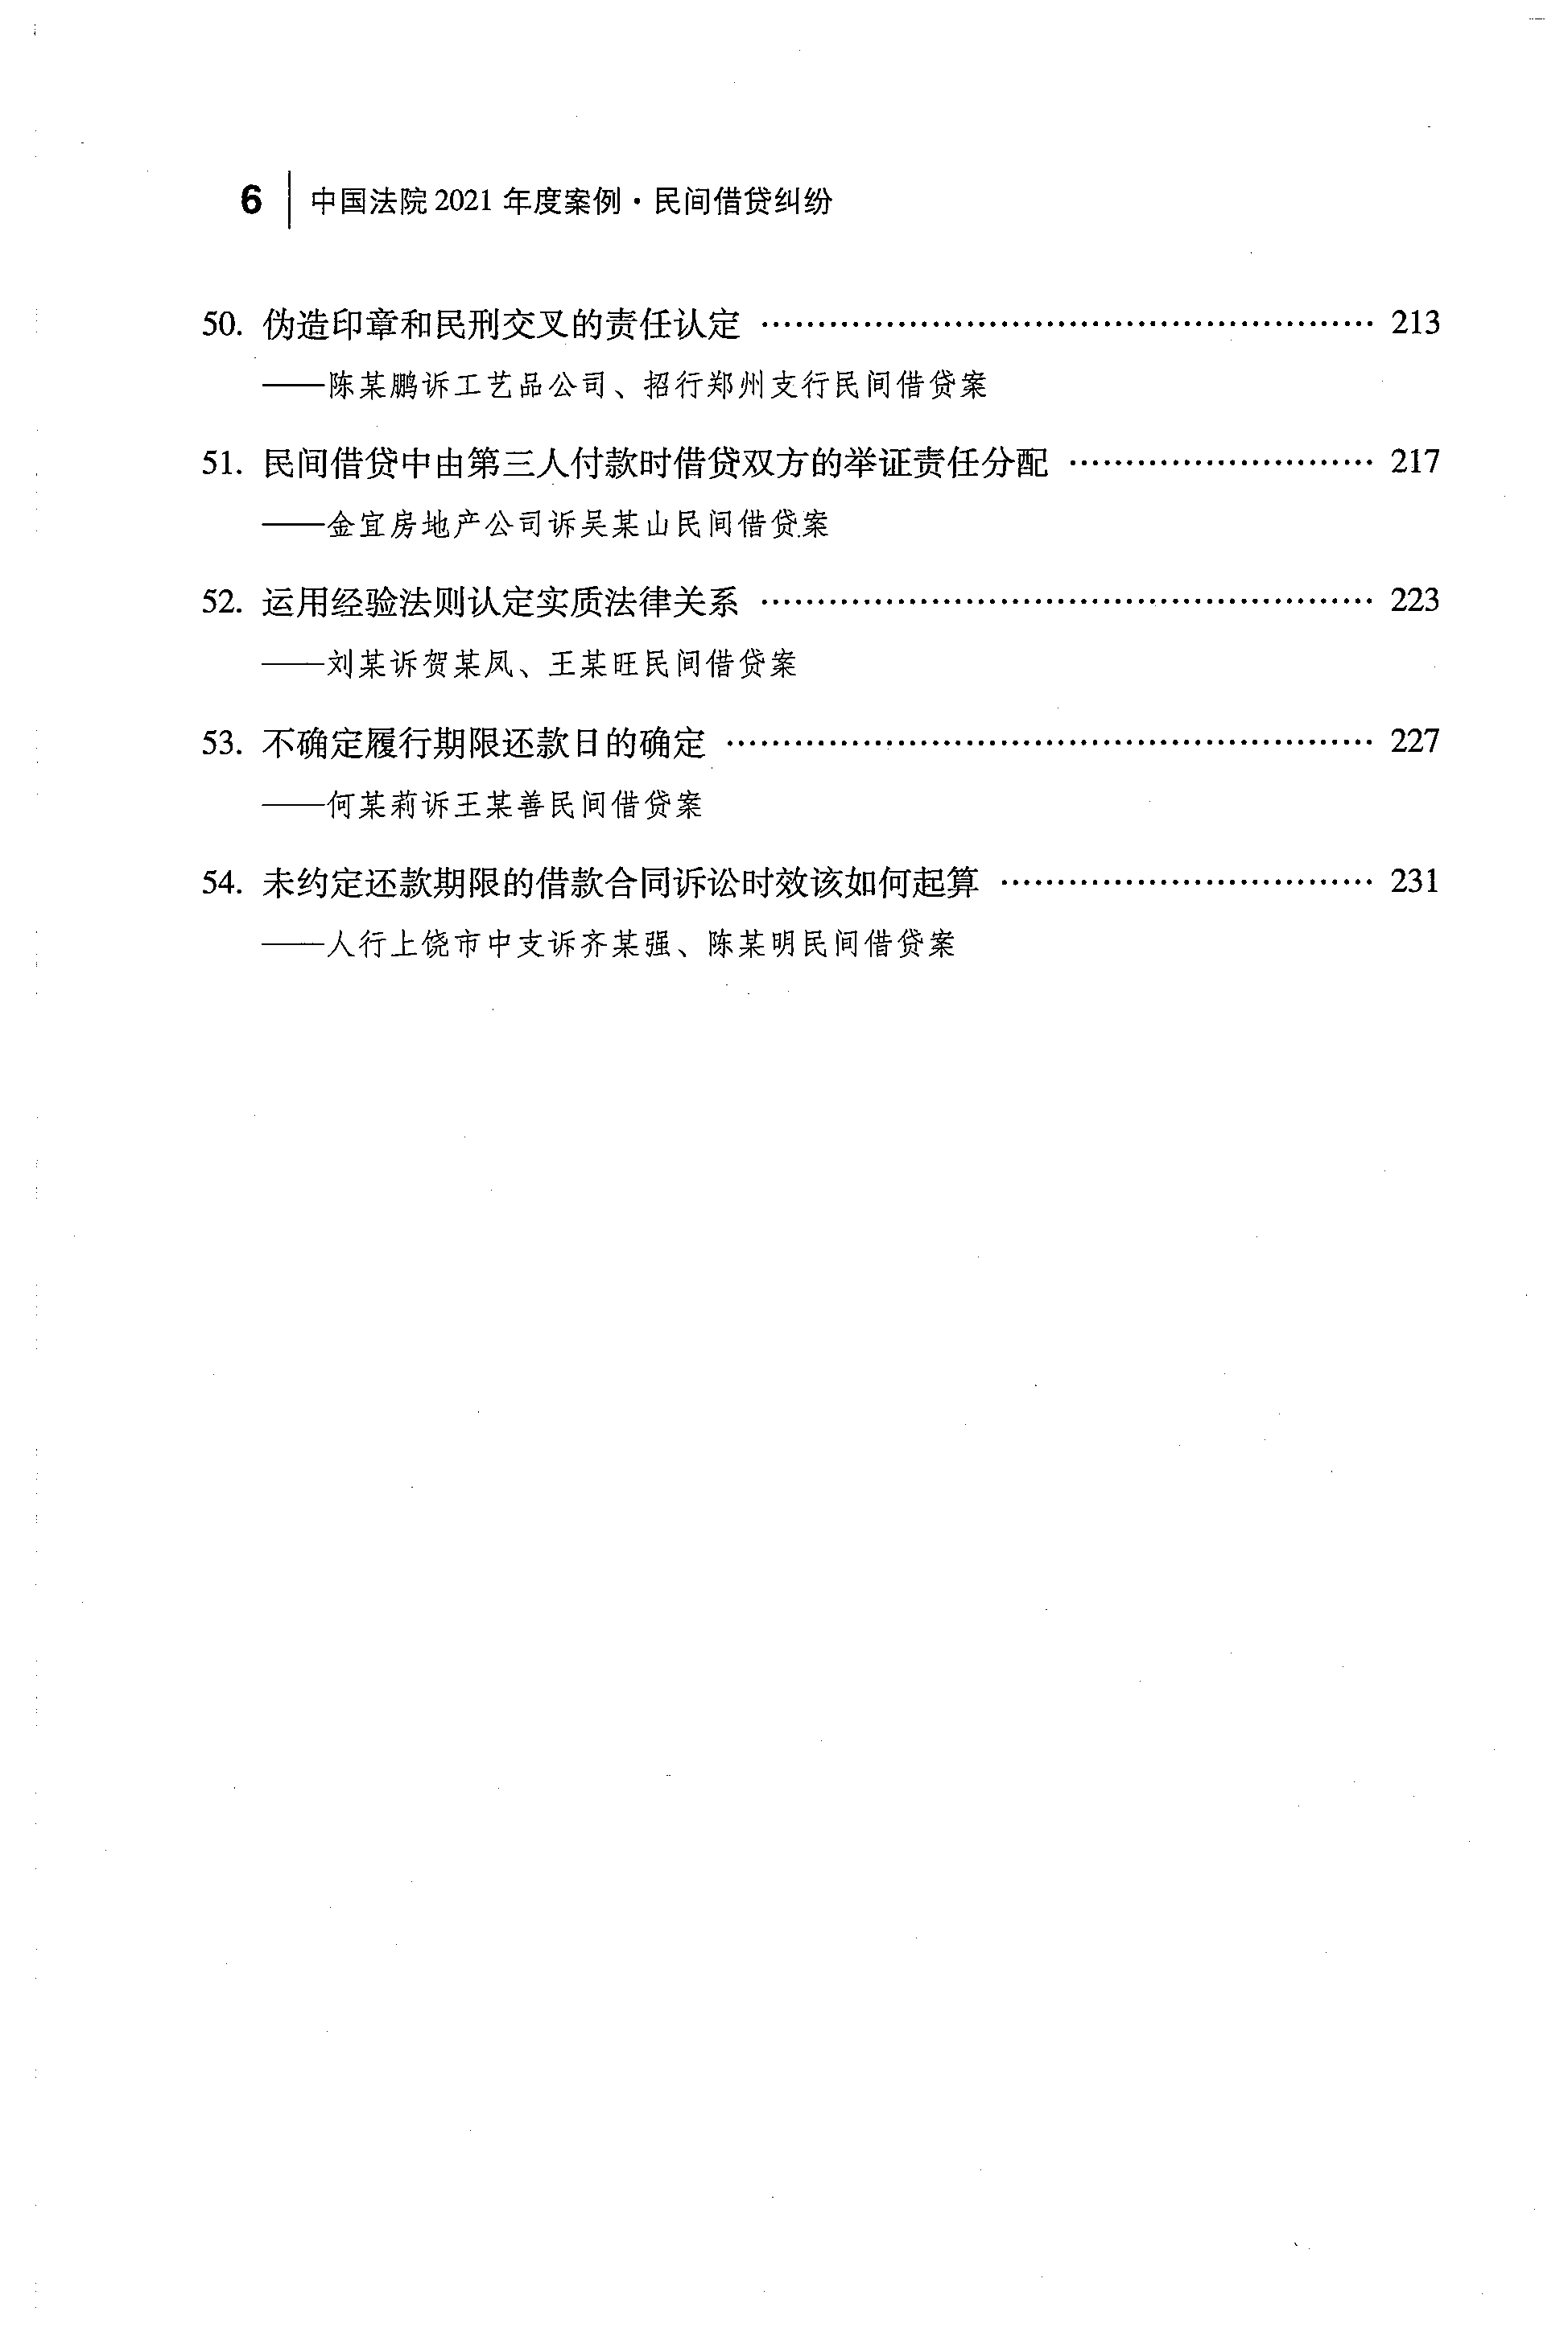 6 中国法院2021年度案例·民间借贷纠纷
50. 伪造印章和民刑交叉的责任认定 …………………………………………… 213
——陈某鹏诉工艺品公司、招行郑州支行民间借贷案
51. 民间借贷中由第三人付款时借贷双方的举证责任分配 ……………………… 217
——金宜房地产公司诉吴某山民间借贷案
52. 运用经验法则认定实质法律关系 …………………………………………… 223
——刘某诉贺某凤、王某旺民间借贷案
53. 不确定履行期限还款日的确定 ……………………………………………… 227
——何某莉诉王某善民间借贷案
54. 未约定还款期限的借款合同诉讼时效该如何起算 ………………………… 231
——人行上饶市中支诉齐某强、陈某明民间借贷案